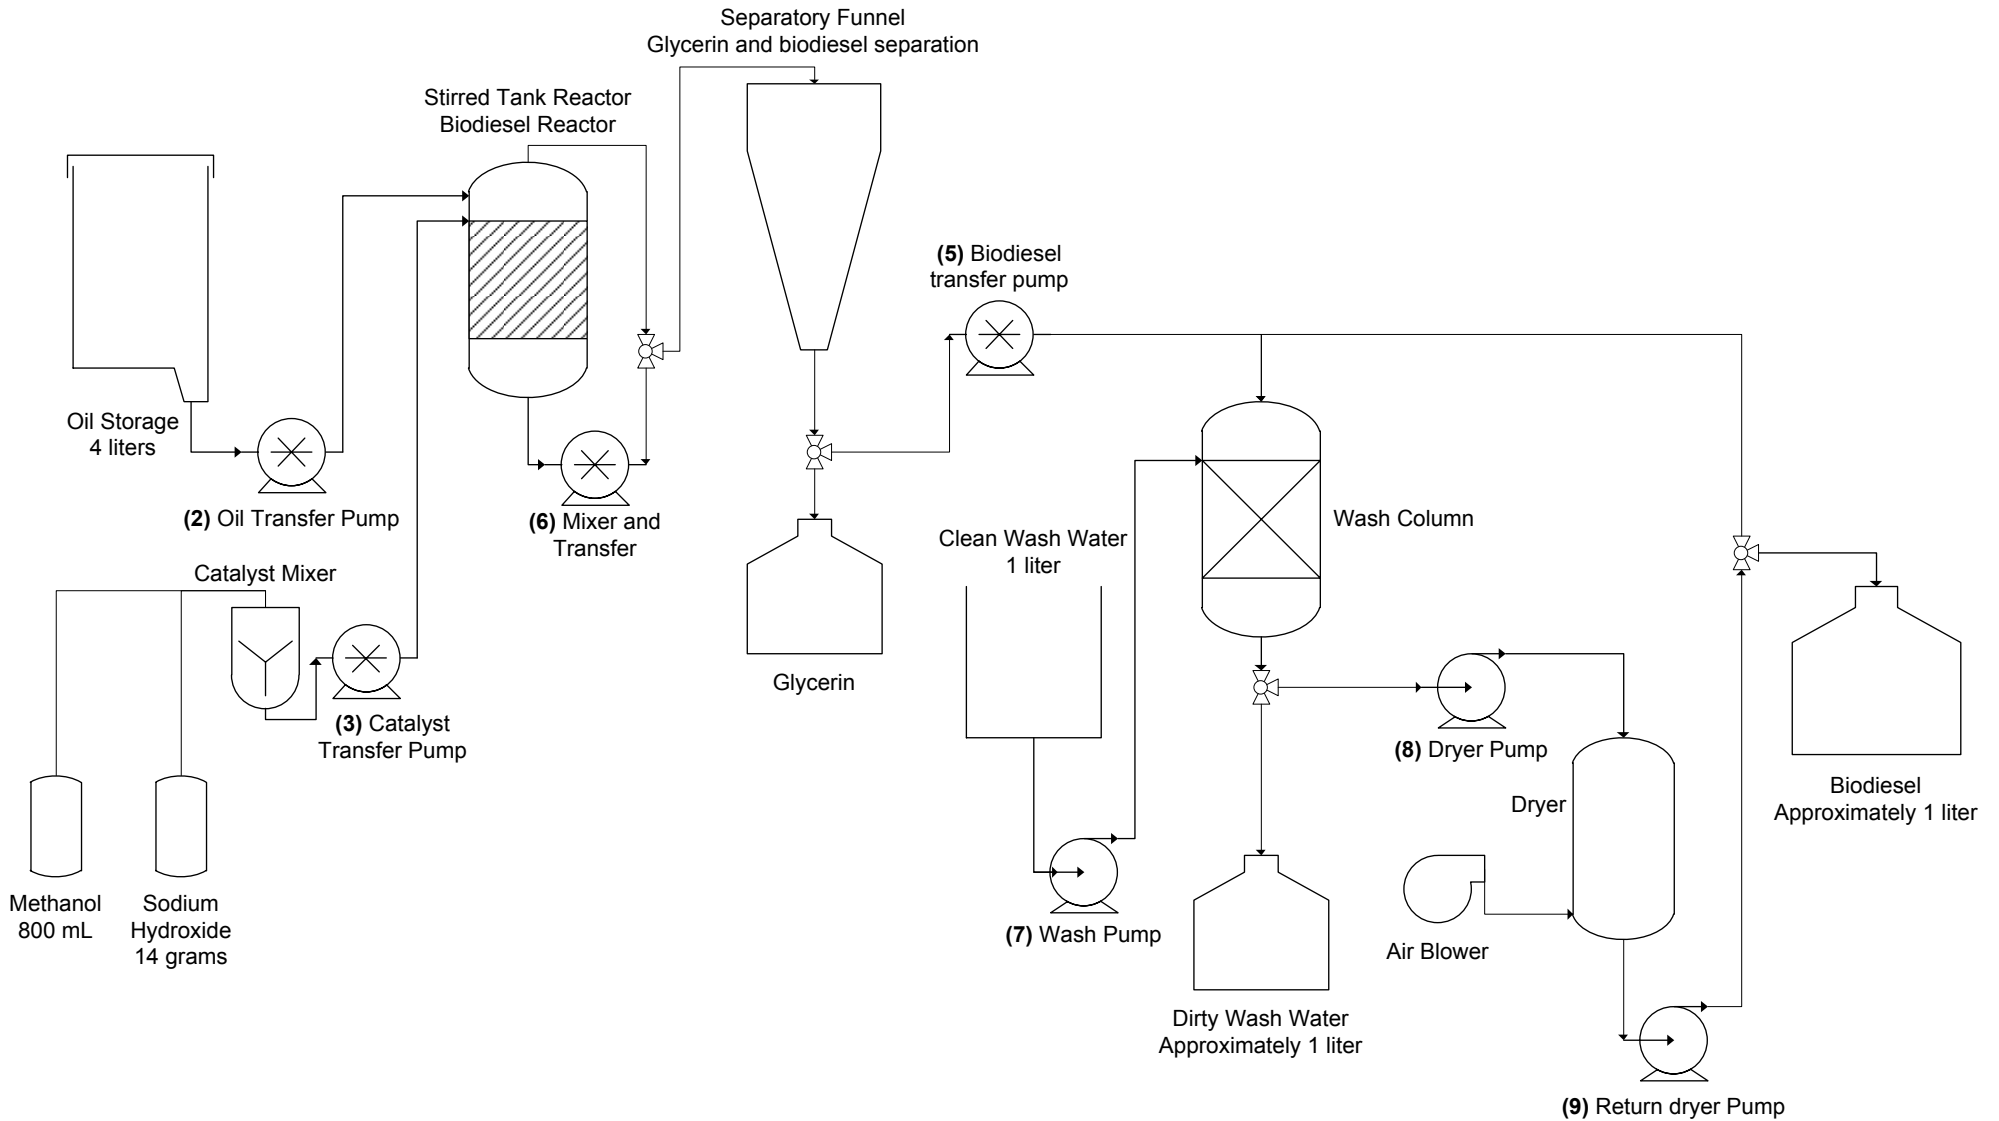 Separatory Funnel
Glycerin and biodiesel separation
Stirred Tank Reactor
Biodiesel Reactor
(5) Biodiesel
transfer pump
Oil Storage
4 liters
(2) Oil Transfer Pump
(6) Mixer and
Transfer
Wash Column
Clean Wash Water
1 liter
Catalyst Mixer
Glycerin
(3) Catalyst
Transfer Pump
(8) Dryer Pump
Dryer
Biodiesel
Approximately 1 liter
Methanol
800 mL
Sodium
Hydroxide
14 grams
(7) Wash Pump
Air Blower
Dirty Wash Water
Approximately 1 liter
(9) Return dryer Pump